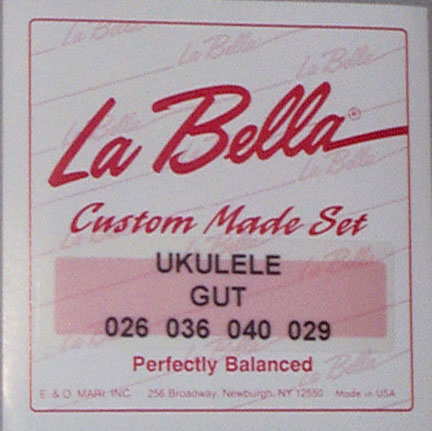 La Bella®
Custom Made Set
UKULELE
GUT
026 036 040 029
Perfectly Balanced
E. & O. MARI, INC. 256 Broadway, Newburgh, NY 12550 Made in USA